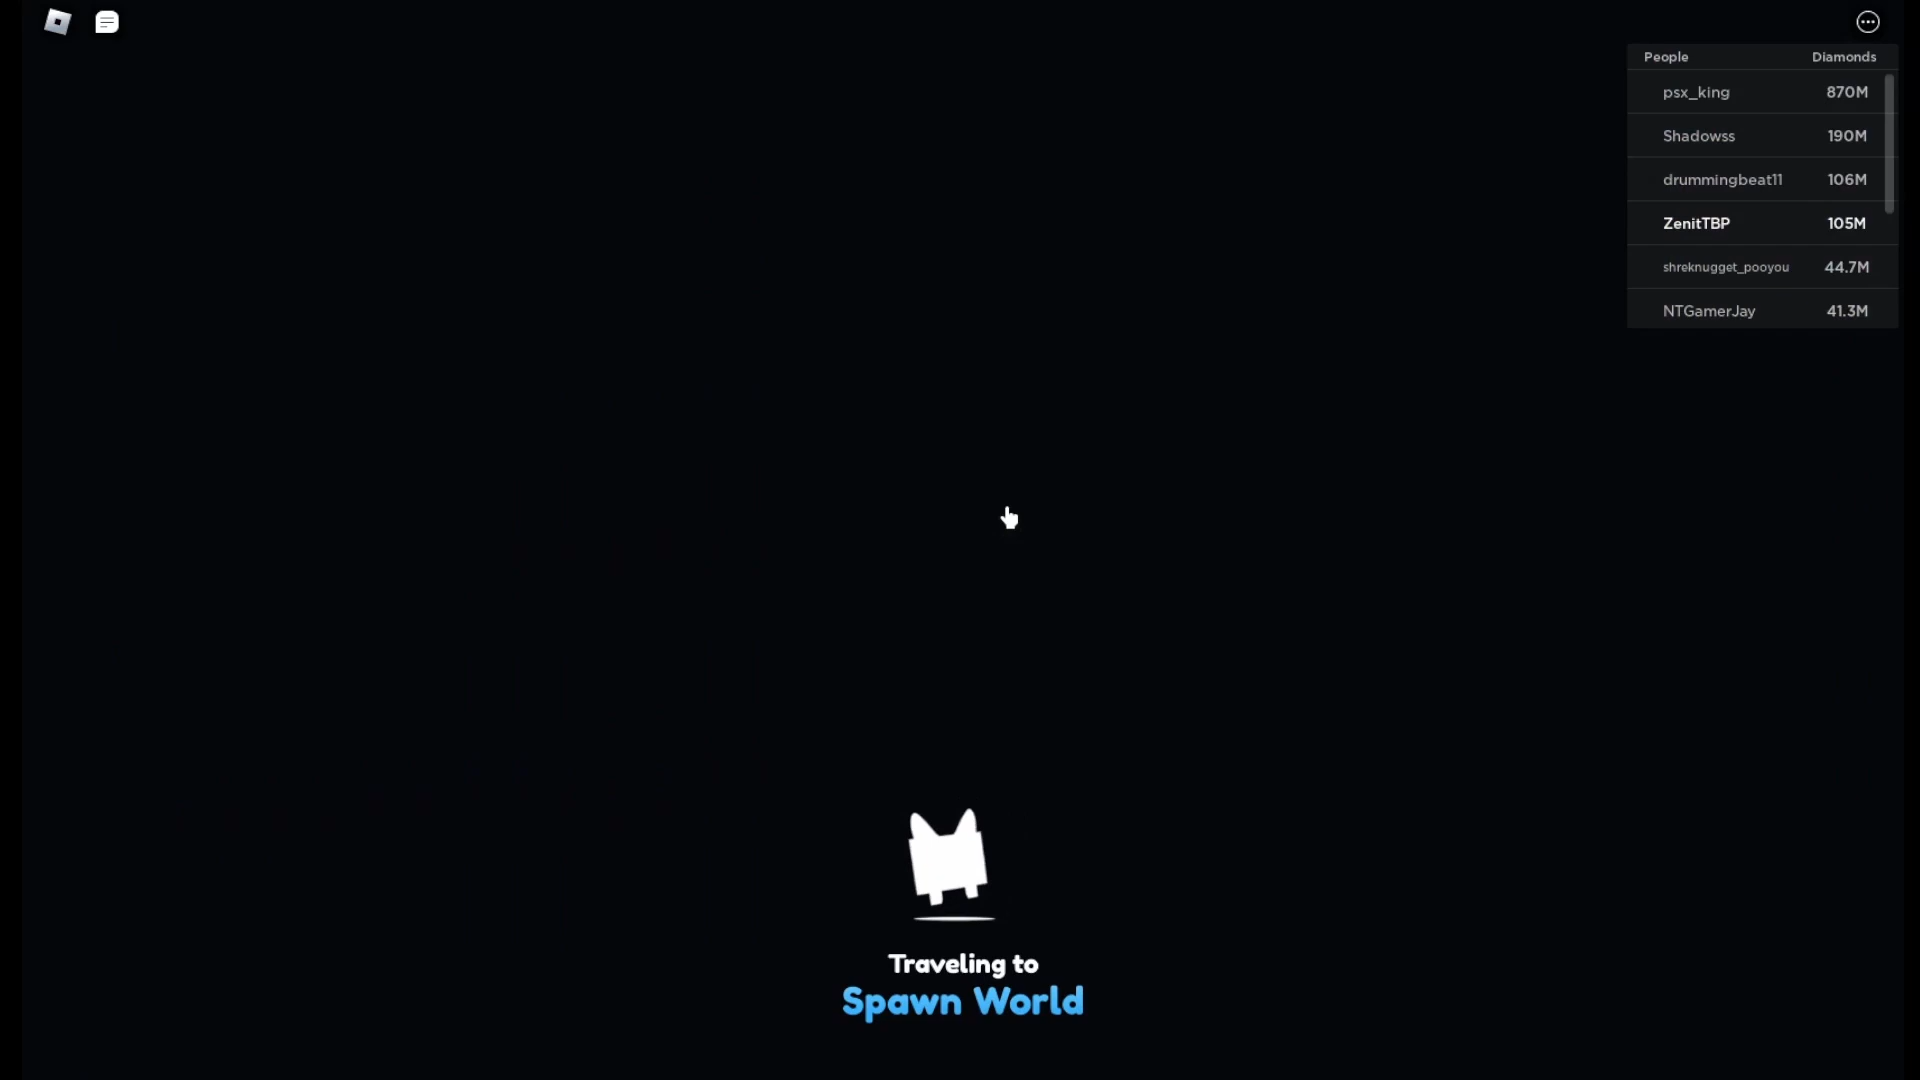 People Diamonds
psx_king 870M
Shadowss 190M
drummingbeat11 106M
ZenitTBP 105M
shreknugget_pooyou 44.7M
NTGamerJay 41.3M
Traveling to
Spawn World